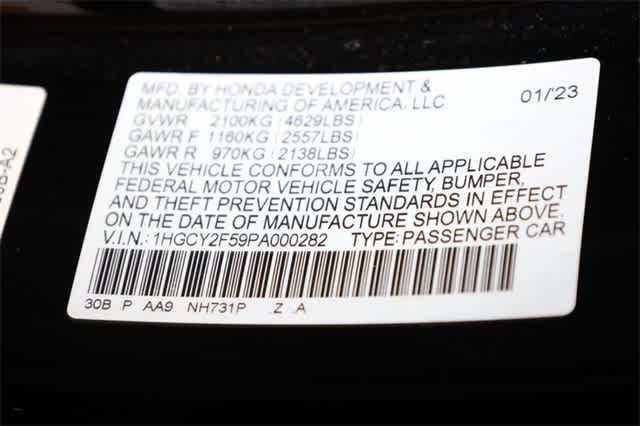 MFD. BY HONDA DEVELOPMENT &
MANUFACTURING OF AMERICA, LLC 01/'23
GVWR 2100KG (4629LBS)
GAWR F 1160KG (2557LBS)
GAWR R 970KG (2138LBS)
THIS VEHICLE CONFORMS TO ALL APPLICABLE
FEDERAL MOTOR VEHICLE SAFETY, BUMPER,
AND THEFT PREVENTION STANDARDS IN EFFECT
ON THE DATE OF MANUFACTURE SHOWN ABOVE.
V.I.N.: 1HGCY2F59PA000282 TYPE: PASSENGER CAR
30B P AA9 NH731P Z A